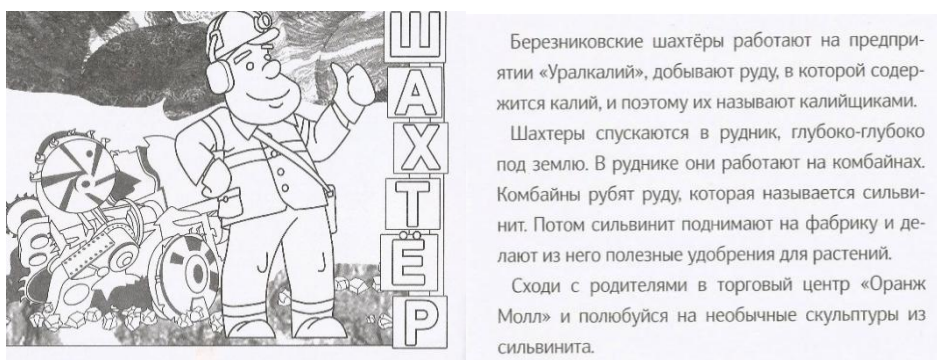 ШАХТЁР
Березниковские шахтёры работают на предпри-
ятии «Уралкалий», добывают руду, в которой содер-
жится калий, и поэтому их называют калийщиками.
Шахтеры спускаются в рудник, глубоко-глубоко
под землю. В руднике они работают на комбайнах.
Комбайны рубят руду, которая называется сильви-
нит. Потом сильвинит поднимают на фабрику и де-
лают из него полезные удобрения для растений.
Сходи с родителями в торговый центр «Оранж
Молл» и полюбуйся на необычные скульптуры из
сильвинита.